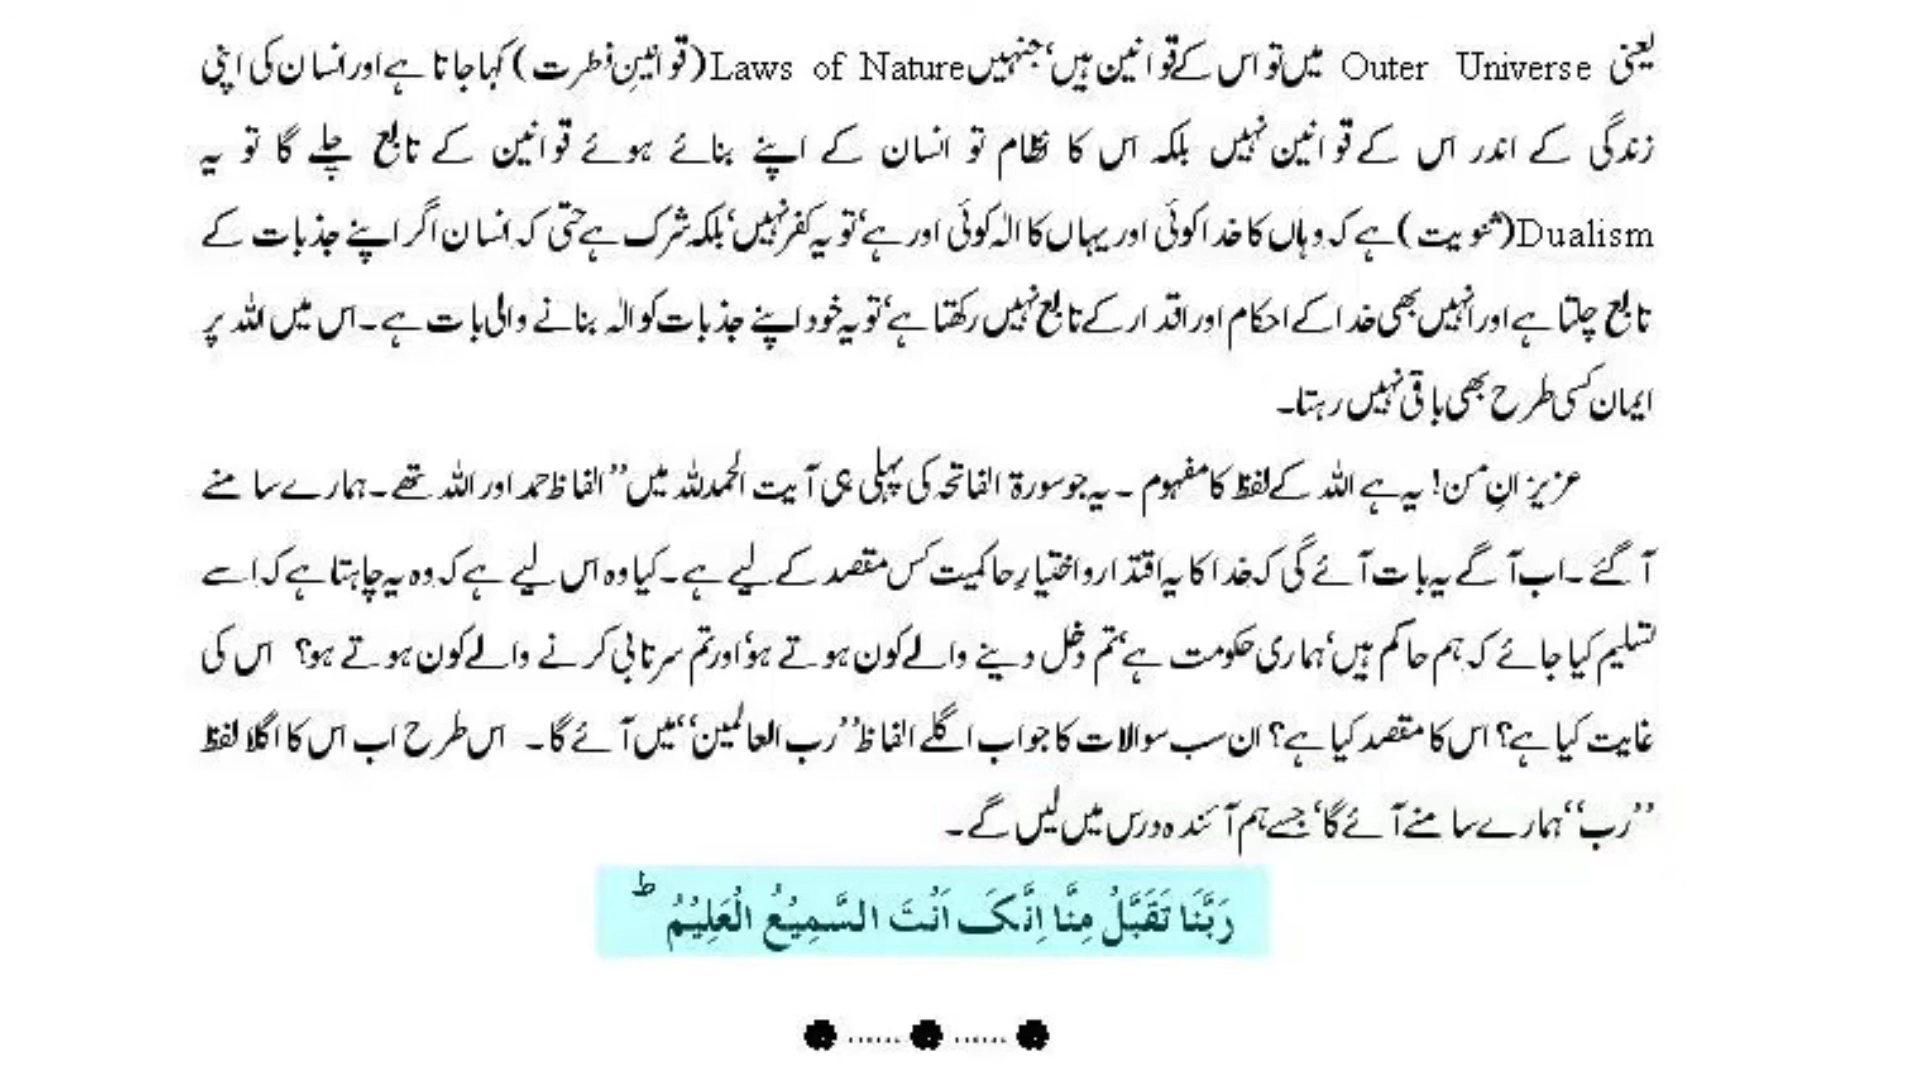 یعنی Outer Universe میں تو اس کے قوانین ہیں‘ جنہیں Laws of Nature (قوانینِ فطرت) کہا جاتا ہے اور انسان کی اپنی
زندگی کے اندر اس کے قوانین نہیں بلکہ اس کا نظام تو انسان کے اپنے بنائے ہوئے قوانین کے تابع چلے گا تو یہ
Dualism (ثنویت) ہے کہ وہاں کا خدا کوئی اور یہاں کا الٰہ کوئی اور ہے‘ تو یہ کفر نہیں‘ بلکہ شرک ہے حتیٰ کہ انسان اگر اپنے جذبات کے
تابع چلتا ہے اور انہیں بھی خدا کے احکام اور اقدار کے تابع نہیں رکھتا ہے‘ تو یہ خود اپنے جذبات کو الٰہ بنانے والی بات ہے۔ اس میں اللہ پر
ایمان کسی طرح بھی باقی نہیں رہتا۔
عزیزانِ من! یہ ہے اللہ کے لفظ کا مفہوم ۔ یہ جو سورۃ الفاتحہ کی پہلی ہی آیت الحمدللہ میں’’ الفاظ حمد اور اللہ تھے۔ ہمارے سامنے
آ گئے ۔ اب آ گے یہ بات آئے گی کہ خدا کا یہ اقتدار و اختیارِ حاکمیت کس مقصد کے لیے ہے۔ کیا وہ اس لیے ہے کہ وہ یہ چاہتا ہے کہ اسے
تسلیم کیا جائے کہ ہم حاکم ہیں‘ ہماری حکومت ہے‘ تم دخل دینے والے کون ہوتے ہو‘ اور تم سرتابی کرنے والے کون ہوتے ہو؟ اس کی
غایت کیا ہے؟ اس کا مقصد کیا ہے؟ ان سب سوالات کا جواب اگلے الفاظ ’’رب العالمین‘‘ میں آئے گا۔ اس طرح اب اس کا اگلا لفظ
’’رب‘‘ ہمارے سامنے آئے گا‘ جسے ہم آئندہ درس میں لیں گے۔
رَبَّنَا تَقَبَّلْ مِنَّا اِنَّکَ اَنْتَ السَّمِیْعُ الْعَلِیْمُ ؕ